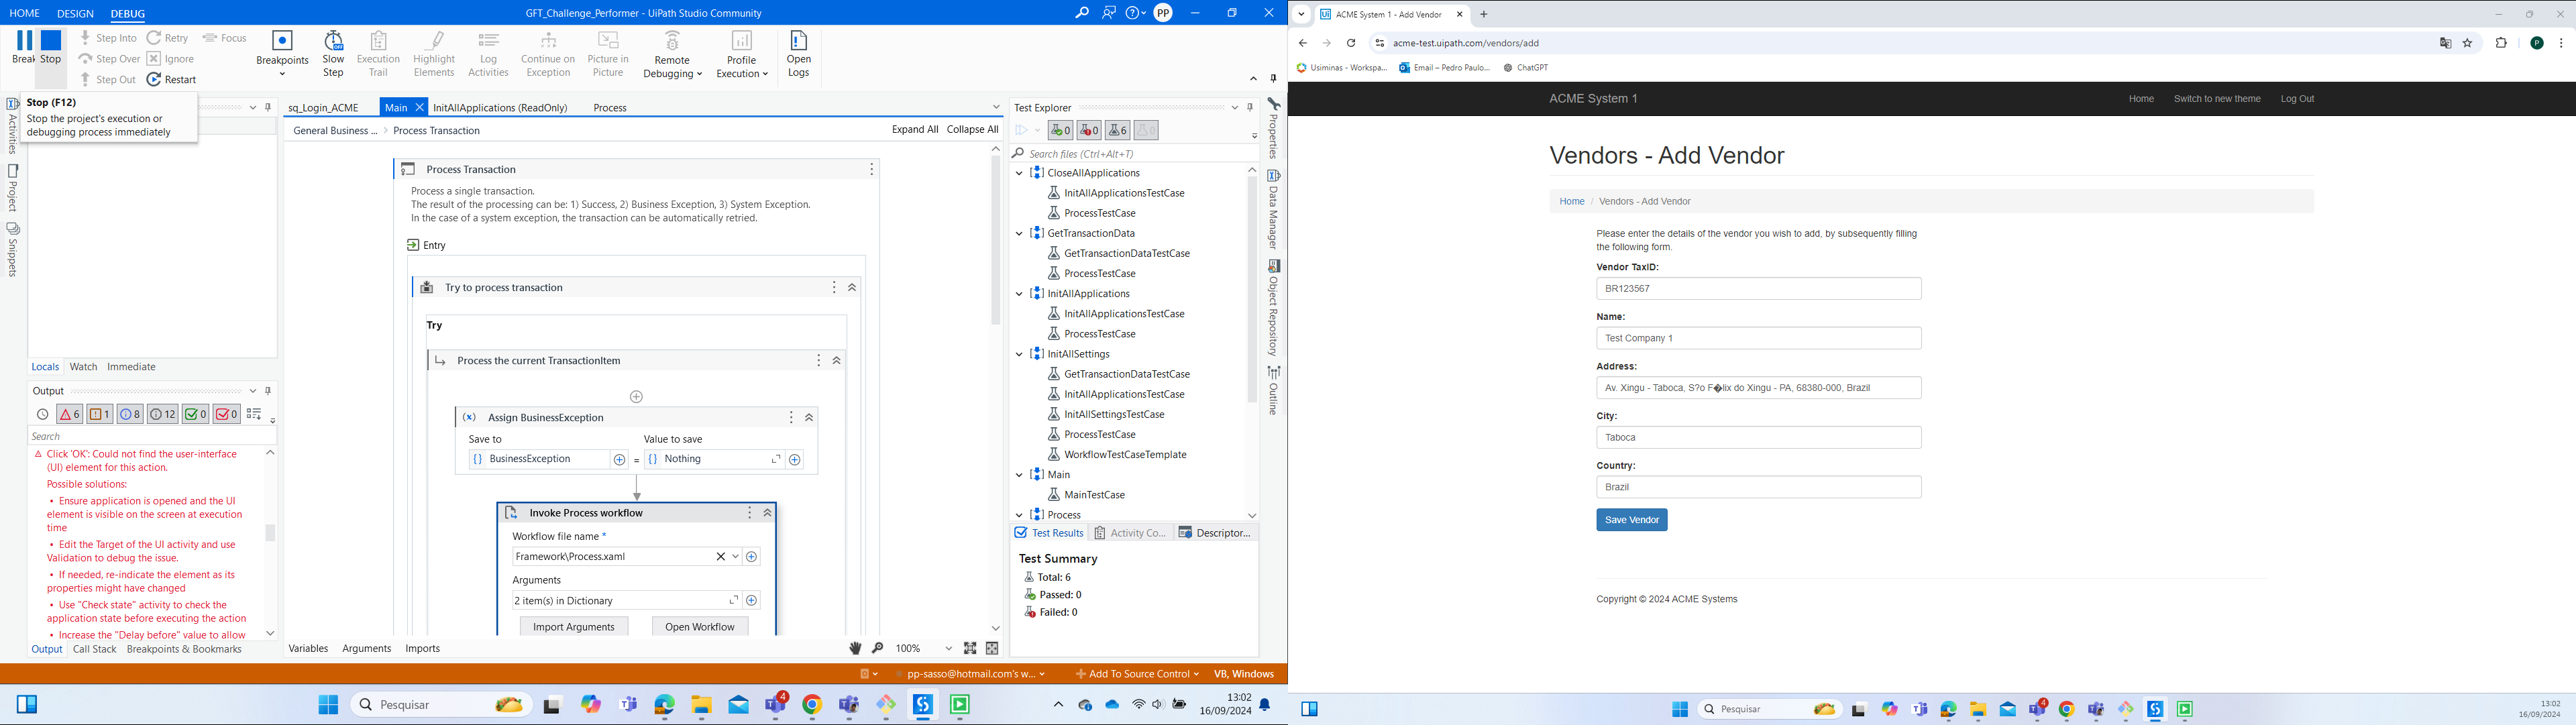 HOME DESIGN DEBUG
GFT_Challenge_Performer - UiPath Studio Community
PP
Break Stop
Step Into Retry Focus
Step Over Ignore
Step Out Restart
Breakpoints
Slow Step
Execution Trail
Highlight Elements
Log Activities
Continue on Exception
Picture in Picture
Remote Debugging
Profile Execution
Open Logs
Stop (F12)
Stop the project's execution or
debugging process immediately
Activities
Project
Snippets
Locals Watch Immediate
Output
6 1 8 12 0 0
Search
Click 'OK': Could not find the user-interface
(UI) element for this action.
Possible solutions:
• Ensure application is opened and the UI
element is visible on the screen at execution
time
• Edit the Target of the UI activity and use
Validation to debug the issue.
• If needed, re-indicate the element as its
properties might have changed
• Use "Check state" activity to check the
application state before executing the action
• Increase the "Delay before" value to allow
Output Call Stack Breakpoints & Bookmarks
sq_Login_ACME Main InitAllApplications (ReadOnly) Process
General Business ... > Process Transaction
Expand All Collapse All
Process Transaction
Process a single transaction.
The result of the processing can be: 1) Success, 2) Business Exception, 3) System Exception.
In the case of a system exception, the transaction can be automatically retried.
Entry
Try to process transaction
Try
Process the current TransactionItem
Assign BusinessException
Save to Value to save
BusinessException = Nothing
Invoke Process workflow
Workflow file name *
Framework\Process.xaml
Arguments
2 item(s) in Dictionary
Import Arguments Open Workflow
Variables Arguments Imports
100%
Test Explorer
0 0 6 0
Search files (Ctrl+Alt+T)
CloseAllApplications
InitAllApplicationsTestCase
ProcessTestCase
GetTransactionData
GetTransactionDataTestCase
ProcessTestCase
InitAllApplications
InitAllApplicationsTestCase
ProcessTestCase
InitAllSettings
GetTransactionDataTestCase
InitAllApplicationsTestCase
InitAllSettingsTestCase
ProcessTestCase
WorkflowTestCaseTemplate
Main
MainTestCase
Process
Test Results Activity Co... Descriptor...
Test Summary
Total: 6
Passed: 0
Failed: 0
Properties
Data Manager
Object Repository
Outline
pp-sasso@hotmail.com's w...
Add To Source Control
VB, Windows
Pesquisar
4
13:02
16/09/2024
ACME System 1 - Add Vendor
acme-test.uipath.com/vendors/add
P
Usiminas - Workspa... Email – Pedro Paulo... ChatGPT
ACME System 1
Home Switch to new theme Log Out
Vendors - Add Vendor
Home / Vendors - Add Vendor
Please enter the details of the vendor you wish to add, by subsequently filling
the following form.
Vendor TaxID:
BR123567
Name:
Test Company 1
Address:
Av. Xingu - Taboca, S?o F�lix do Xingu - PA, 68380-000, Brazil
City:
Taboca
Country:
Brazil
Save Vendor
Copyright © 2024 ACME Systems
Pesquisar
4
13:02
16/09/2024